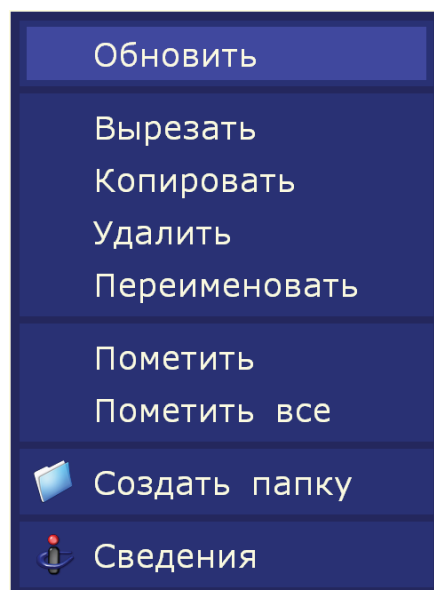 Обновить
Вырезать
Копировать
Удалить
Переименовать
Пометить
Пометить все
Создать папку
Сведения